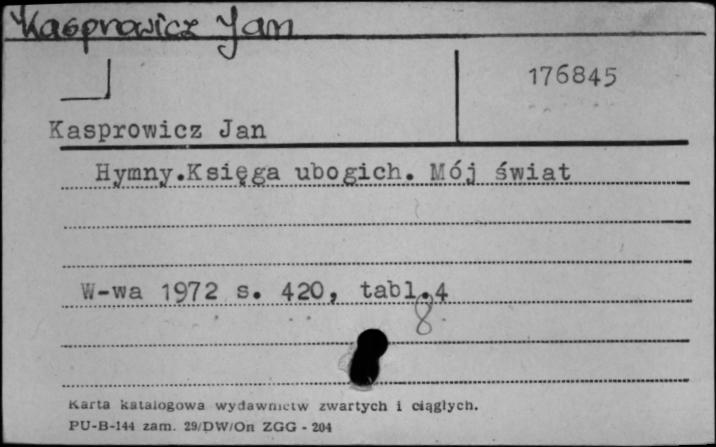 Kasprowicz Jan
176845
Kasprowicz Jan
Hymny.Księga ubogich. Mój świat
W-wa 1972 s. 420, tabl.4
8
Karta katalogowa wydawnictw zwartych i ciągłych.
PU-B-144 zam. 29/DW/On ZGG - 204